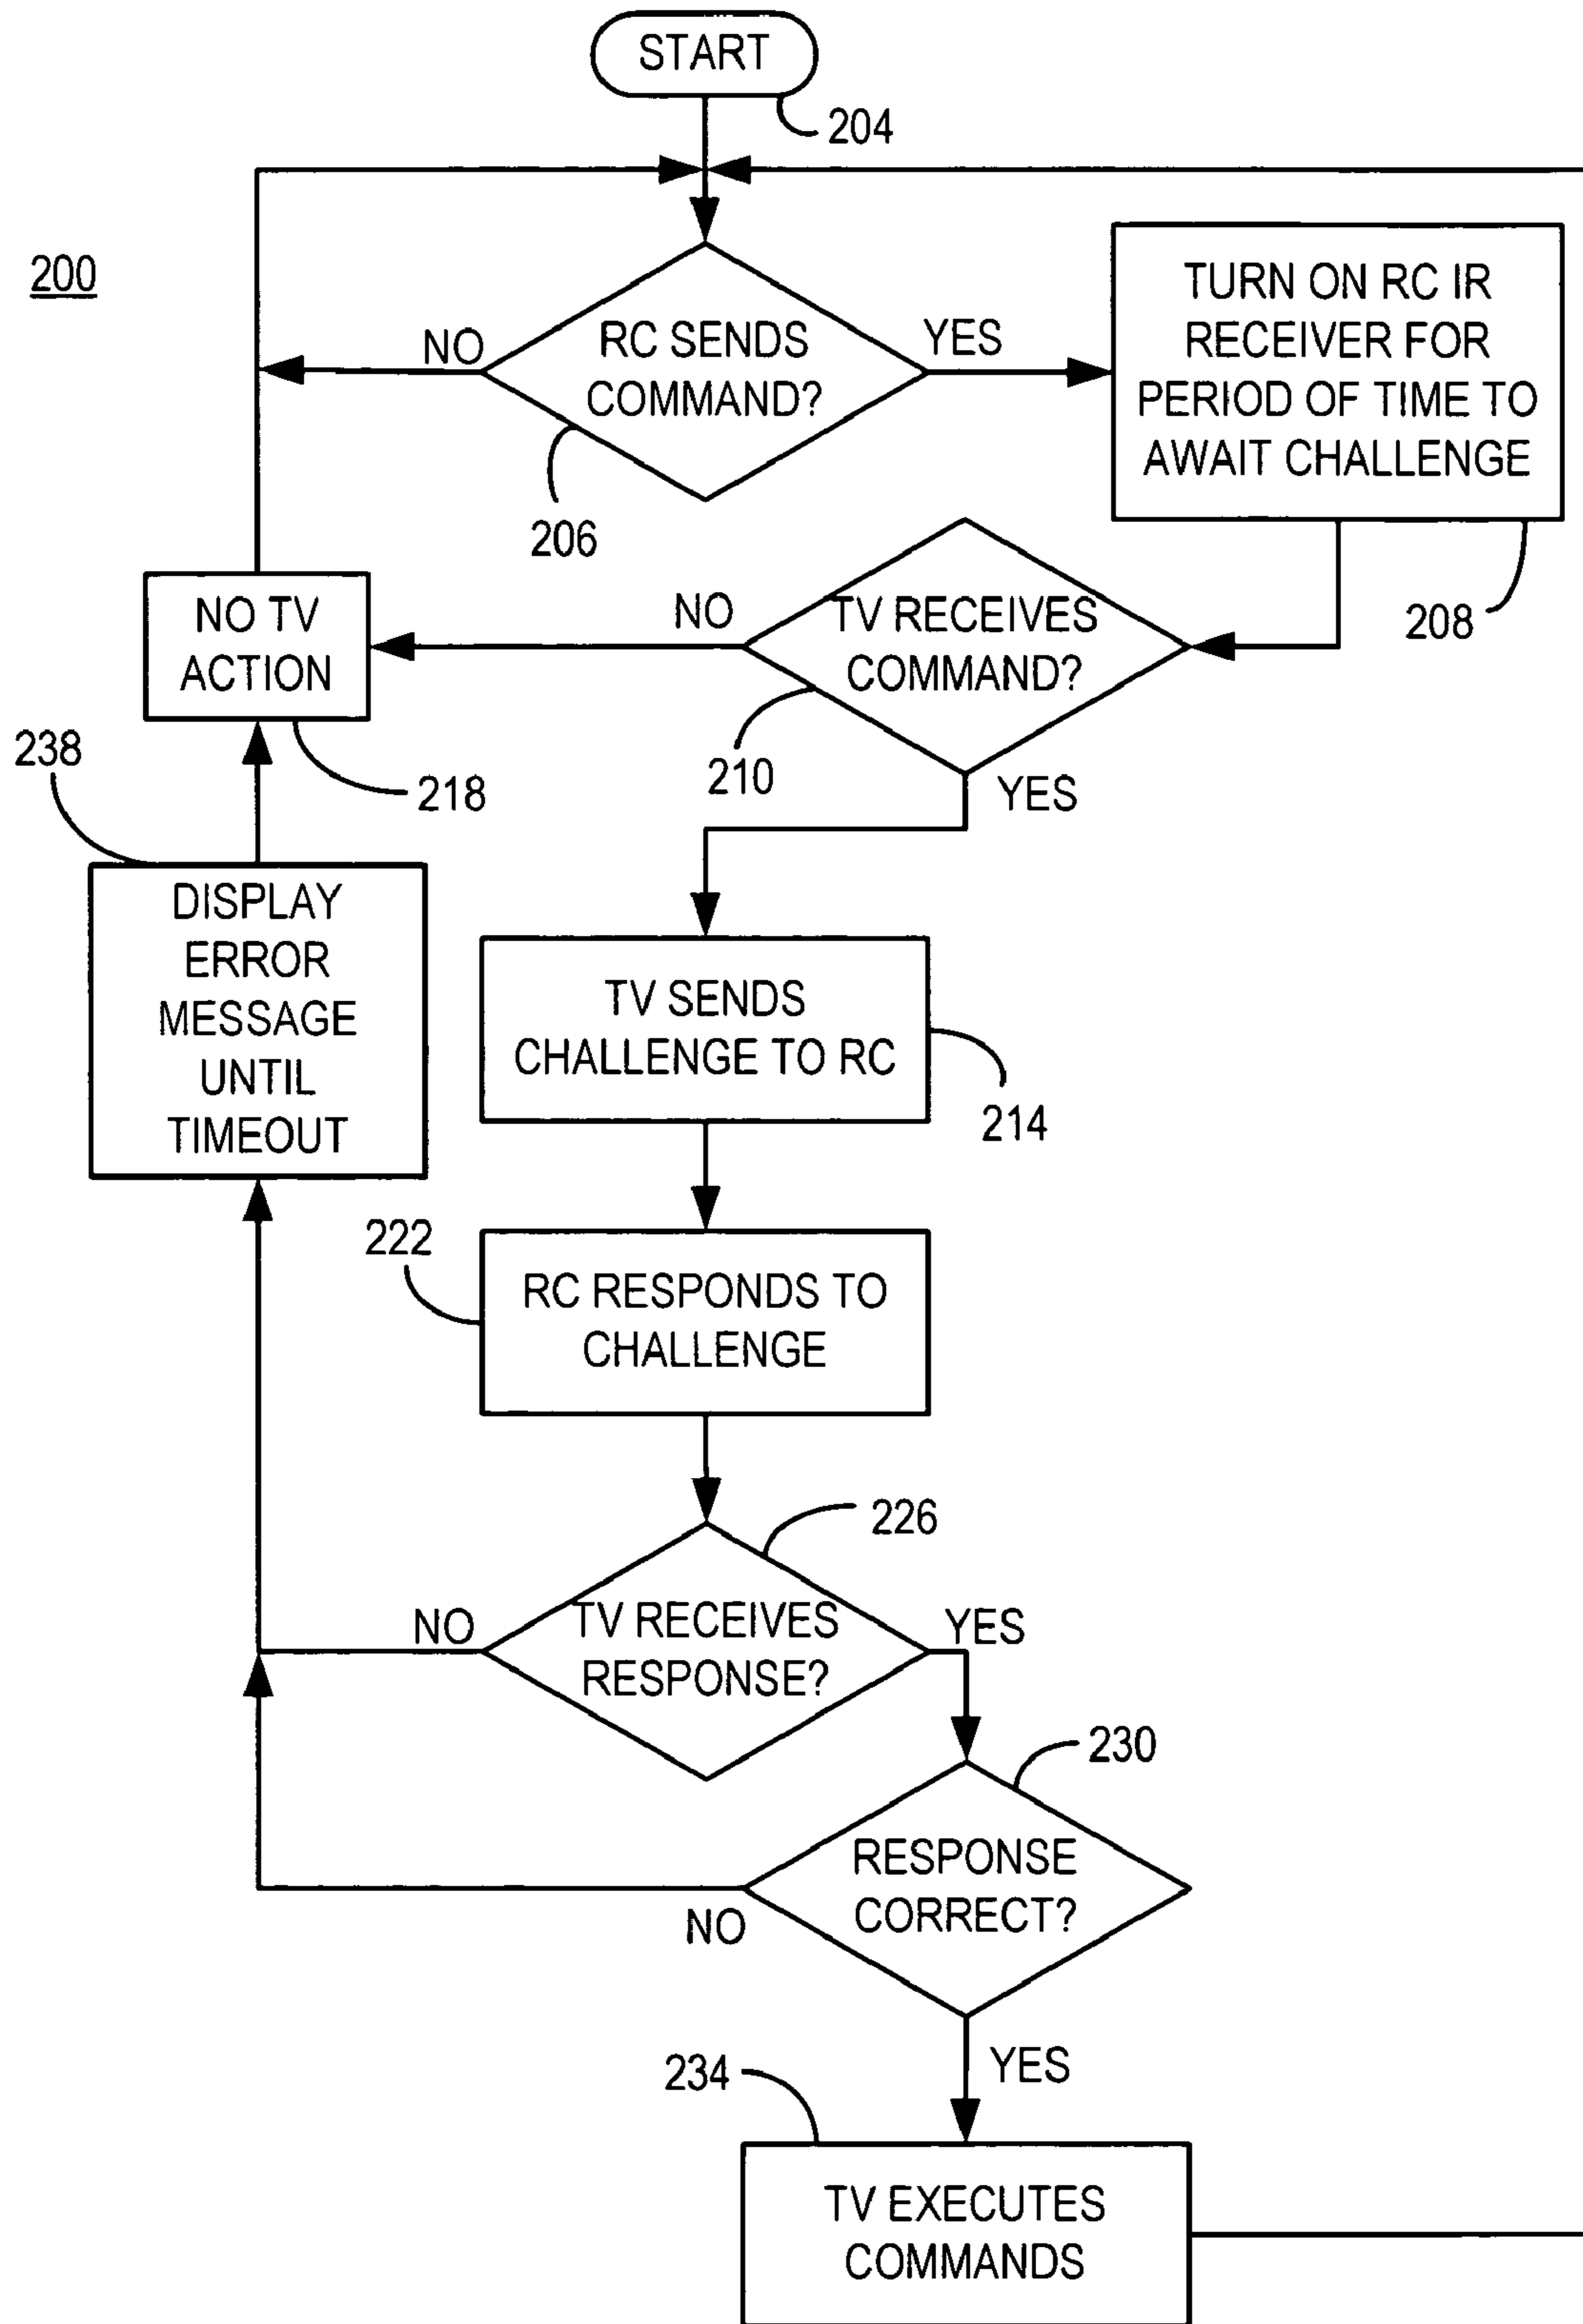 START
204
200
NO
RC SENDS
COMMAND?
YES
TURN ON RC IR
RECEIVER FOR
PERIOD OF TIME TO
AWAIT CHALLENGE
206
208
NO TV
ACTION
NO
TV RECEIVES
COMMAND?
210
YES
238
218
DISPLAY
ERROR
MESSAGE
UNTIL
TIMEOUT
TV SENDS
CHALLENGE TO RC
214
222
RC RESPONDS TO
CHALLENGE
226
NO
TV RECEIVES
RESPONSE?
YES
230
RESPONSE
CORRECT?
NO
YES
234
TV EXECUTES
COMMANDS